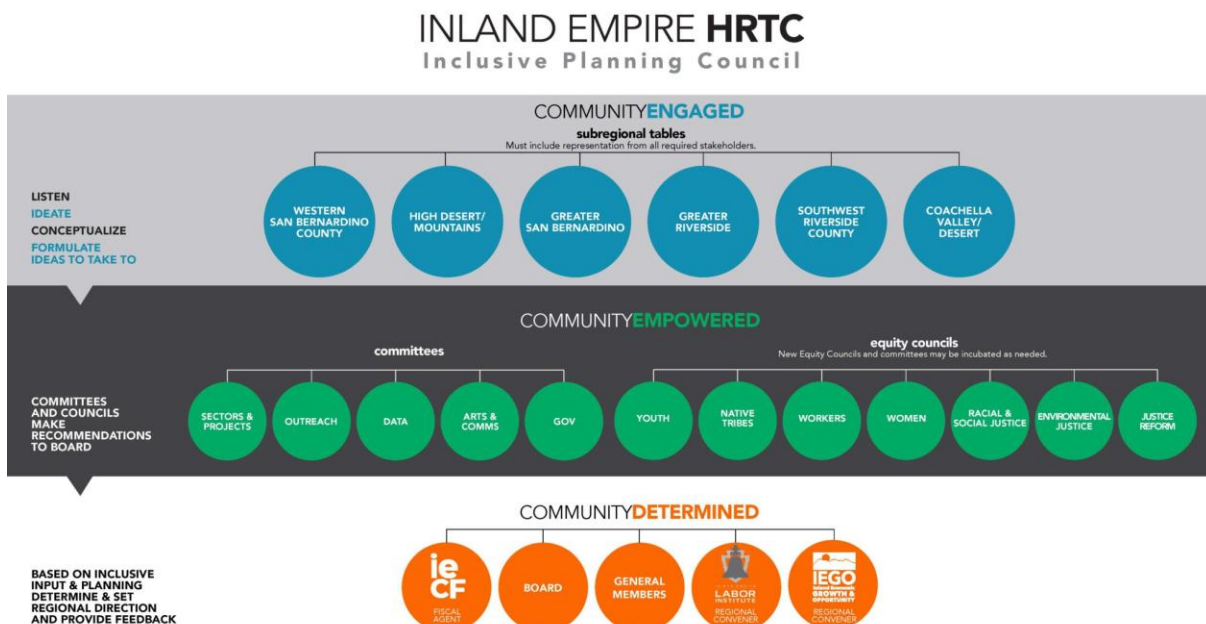 INLAND EMPIRE HRTC
Inclusive Planning Council
COMMUNITYENGAGED
subregional tables
Must include representation from all required stakeholders.
LISTEN
IDEATE
CONCEPTUALIZE
FORMULATE
IDEAS TO TAKE TO
WESTERN
SAN BERNARDINO
COUNTY
HIGH DESERT/
MOUNTAINS
GREATER
SAN BERNARDINO
GREATER
RIVERSIDE
SOUTHWEST
RIVERSIDE
COUNTY
COACHELLA
VALLEY/
DESERT
COMMUNITYEMPOWERED
committees
equity councils
New Equity Councils and committees may be incubated as needed.
COMMITTEES
AND COUNCILS
MAKE
RECOMMENDATIONS
TO BOARD
SECTORS &
PROJECTS
OUTREACH
DATA
ARTS &
COMMS
GOV
YOUTH
NATIVE
TRIBES
WORKERS
WOMEN
RACIAL &
SOCIAL JUSTICE
ENVIRONMENTAL
JUSTICE
JUSTICE
REFORM
COMMUNITYDETERMINED
BASED ON INCLUSIVE
INPUT & PLANNING
DETERMINE & SET
REGIONAL DIRECTION
AND PROVIDE FEEDBACK
ie
CF
FISCAL
AGENT
BOARD
GENERAL
MEMBERS
LABOR
INSTITUTE
REGIONAL
CONVENER
IEGO
Inland Economic
GROWTH &
OPPORTUNITY
REGIONAL
CONVENER